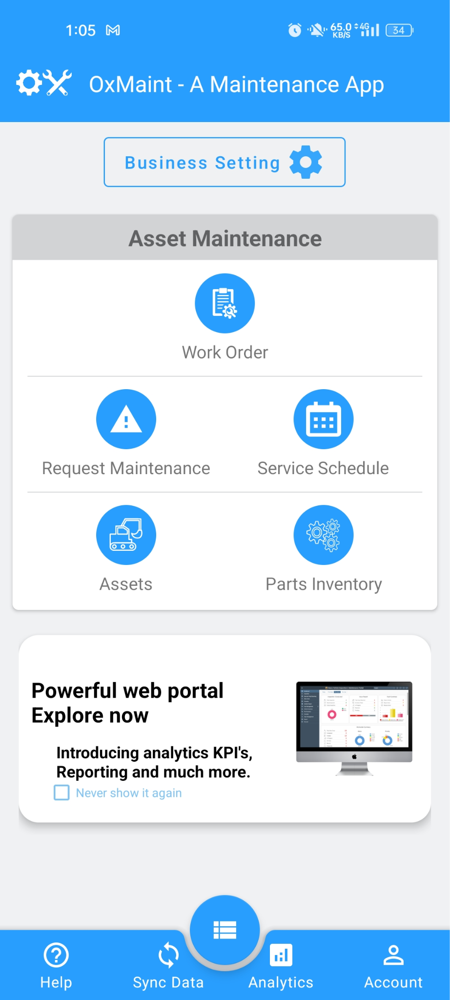 1:05
65.0
KB/S
4G
34
OxMaint - A Maintenance App
Business Setting
Asset Maintenance
Work Order
Request Maintenance
Service Schedule
Assets
Parts Inventory
Powerful web portal
Explore now
Introducing analytics KPI's,
Reporting and much more.
Never show it again
Help
Sync Data
Analytics
Account